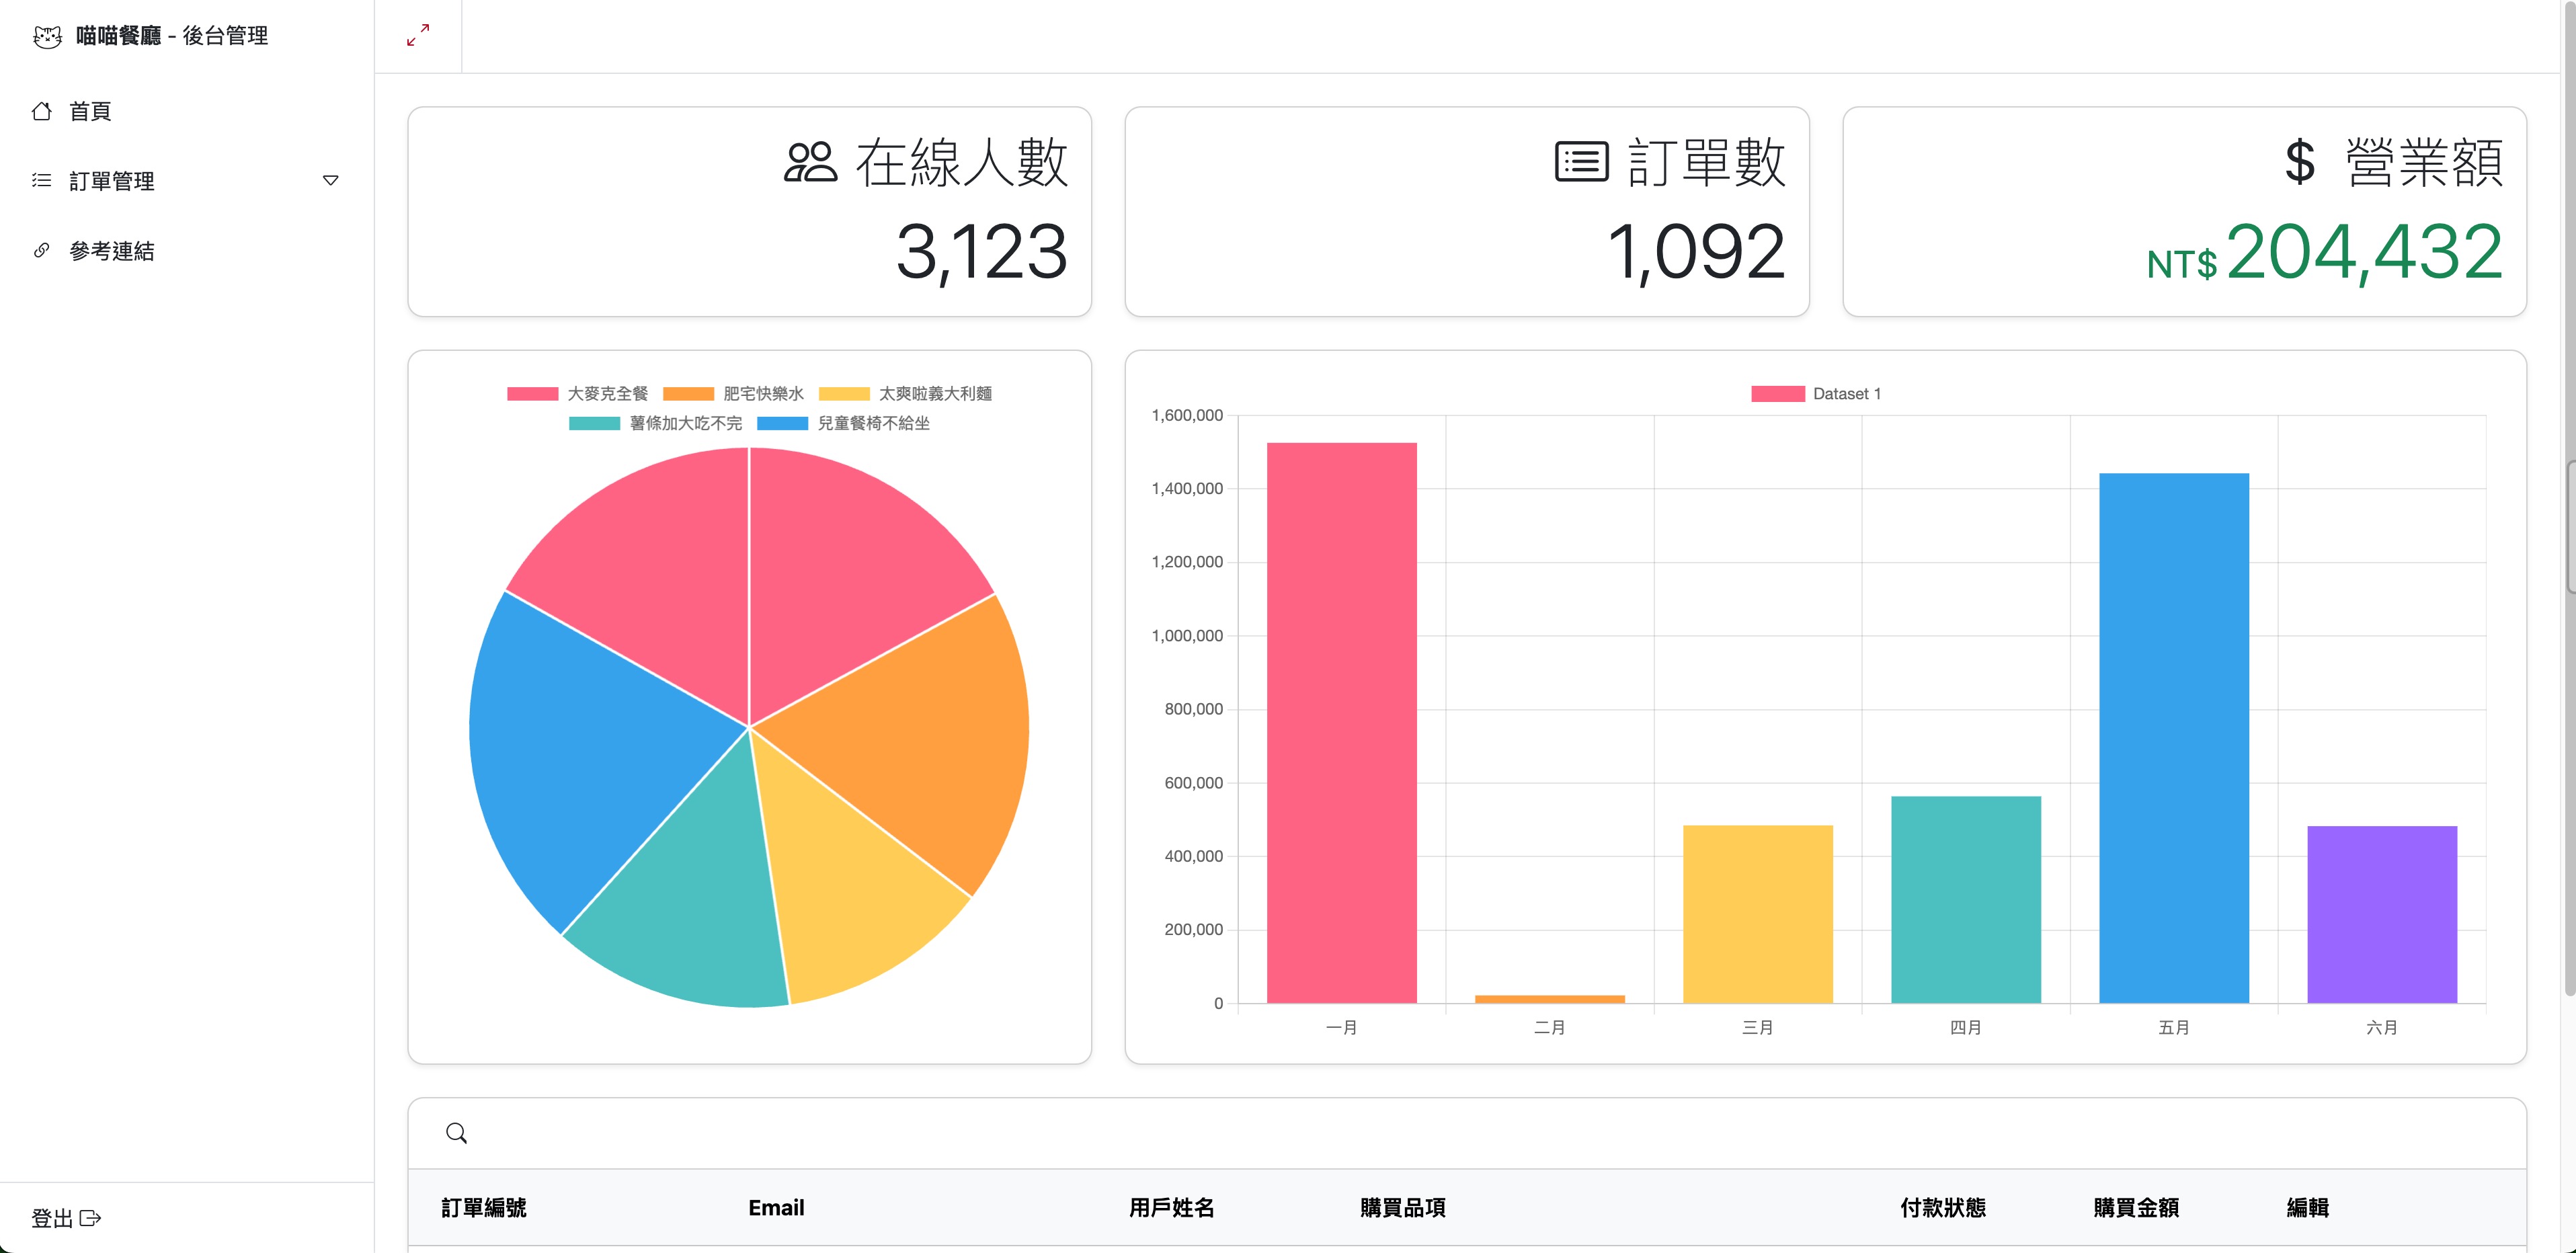 喵喵餐廳 - 後台管理
首頁
訂單管理
參考連結
登出
在線人數
3,123
訂單數
1,092
$ 營業額
NT$204,432
大麥克全餐 肥宅快樂水 太爽啦義大利麵
薯條加大吃不完 兒童餐椅不給坐
Dataset 1
1,600,000
1,400,000
1,200,000
1,000,000
800,000
600,000
400,000
200,000
0
一月 二月 三月 四月 五月 六月
訂單編號 Email 用戶姓名 購買品項 付款狀態 購買金額 編輯